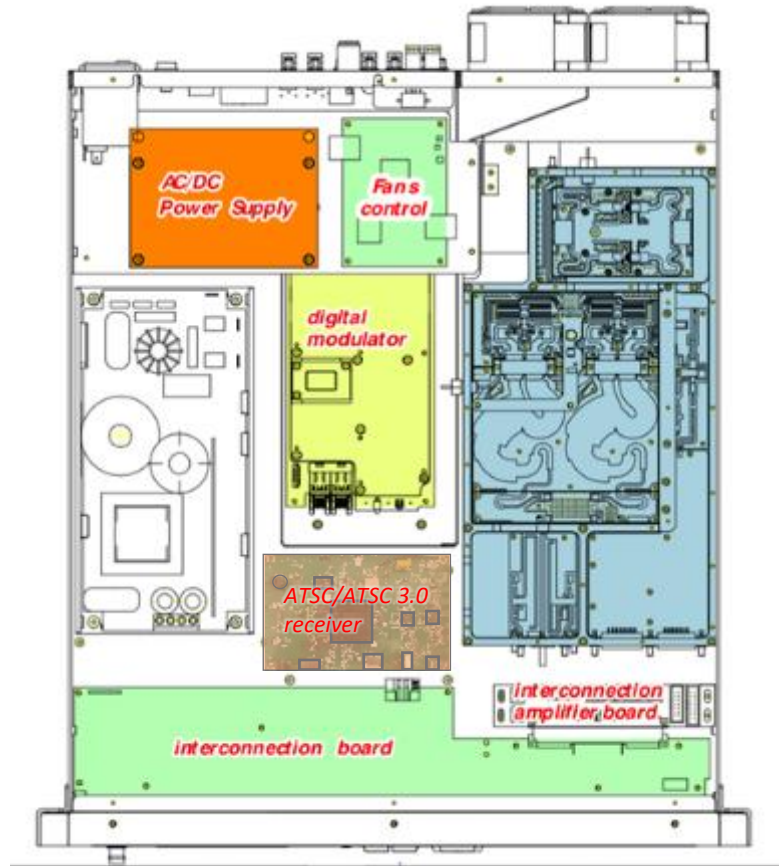 AC/DC
Power Supply
Fans
control
digital
modulator
ATSC/ATSC 3.0
receiver
interconnection
amplifier board
interconnection board